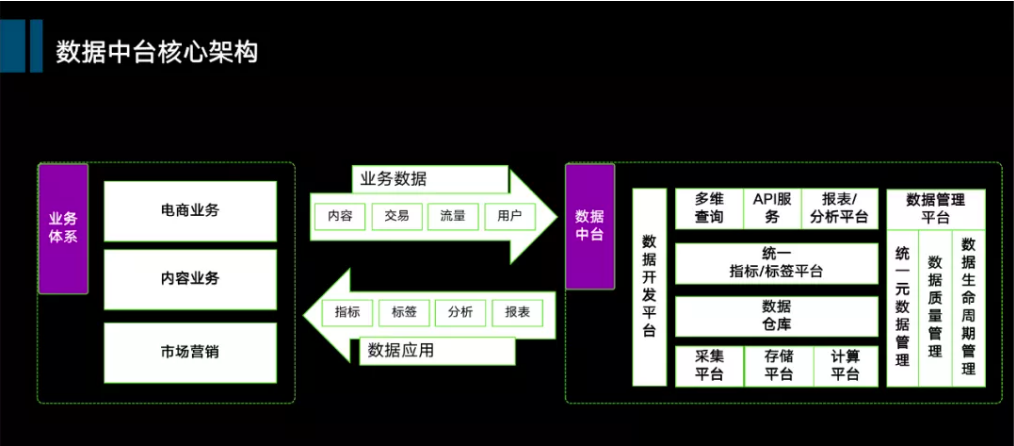 数据中台核心架构
业务
体系
电商业务
内容业务
市场营销
业务数据
内容
交易
流量
用户
指标
标签
分析
报表
数据应用
数据
中台
数据开发平台
多维
查询
API服
务
报表/
分析平台
统一
指标/标签平台
数据
仓库
采集
平台
存储
平台
计算
平台
数据管理
平台
统一元数据管理
数据质量管理
数据生命周期管理